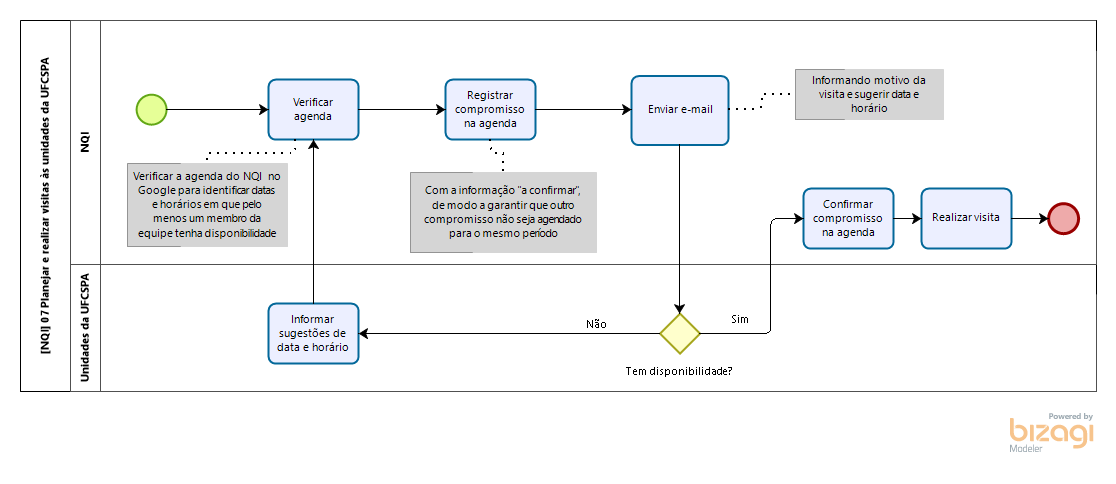 [NQI] 07 Planejar e realizar visitas às unidades da UFCSPA
NQI
Verificar
agenda
Registrar
compromisso
na agenda
Enviar e-mail
Informando motivo da
visita e sugerir data e
horário
Verificar a agenda do NQI no
Google para identificar datas
e horários em que pelo
menos um membro da
equipe tenha disponibilidade
Com a informação "a confirmar",
de modo a garantir que outro
compromisso não seja agendado
para o mesmo período
Confirmar
compromisso
na agenda
Realizar visita
Unidades da UFCSPA
Informar
sugestões de
data e horário
Não
Sim
Tem disponibilidade?
Powered by
bizagi
Modeler